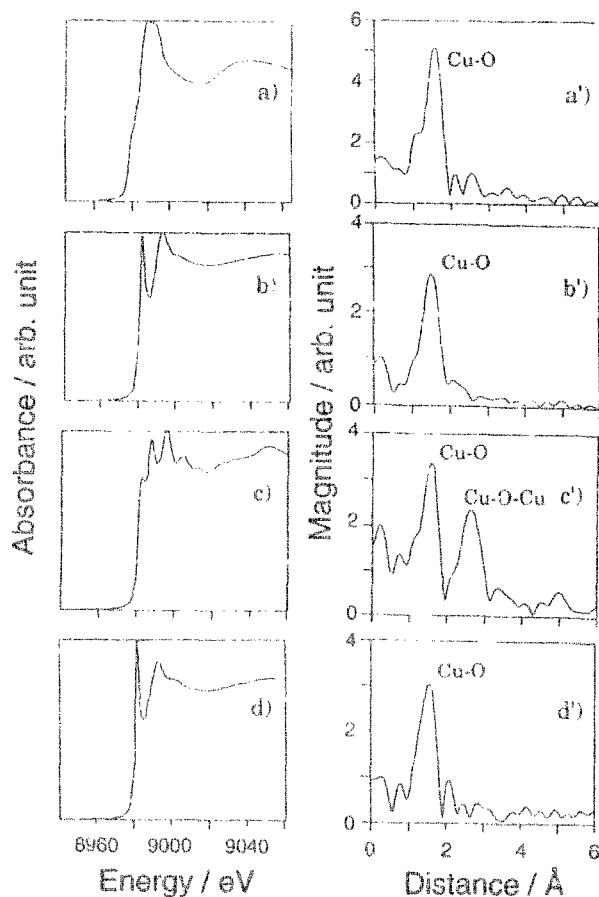 Absorbance / arb. unit
a)
b)
c)
d)
8960 9000 9040
Energy / eV
Magnitude / arb. unit
6
4
2
0
Cu-O
a')
4
2
0
Cu-O
b')
4
2
0
Cu-O
Cu-O-Cu
c')
4
2
0
Cu-O
d')
0 2 4 6
Distance / Å